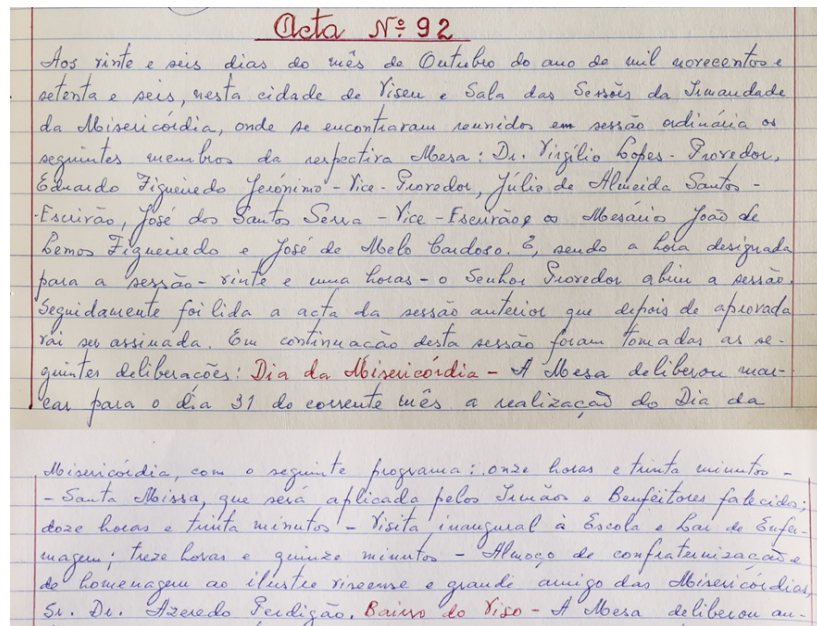 Acta Nº 92
Aos vinte e seis dias do mês de Outubro do ano de mil novecentos e
setenta e seis, nesta cidade de Viseu e Sala das Sessões da Irmandade
da Misericórdia, onde se encontravam reunidos em sessão ordinária os
seguintes membros da respectiva Mesa: Dr. Virgílio Lopes - Provedor,
Eduardo Figueiredo Jerónimo - Vice-Provedor, Júlio de Almeida Santos -
-Escrivão, José dos Santos Serra - Vice-Escrivão, e os Mesário João de
Lemos Figueiredo e José de Melo Cardoso. E, sendo a hora designada
para a sessão - vinte e uma horas - o Senhor Provedor abriu a sessão.
Seguidamente foi lida a acta da sessão anterior que depois de aprovada
vai ser assinada. Em continuação desta sessão foram tomadas as se-
guintes deliberações: Dia da Misericórdia - A Mesa deliberou mar-
car para o dia 31 do corrente mês a realização do Dia da
Misericórdia, com o seguinte programa: onze horas e trinta minutos -
- Santa Missa, que será aplicada pelos Irmãos e Benfeitores falecidos;
doze horas e trinta minutos - Visita inaugural à Escola e Lar de Enfer-
magem; treze horas e quinze minutos - Almoço de confraternização e
de homenagem ao ilustre viseense e grande amigo das Misericórdias,
Sr. Dr. Azeredo Perdigão. Bairro do Viso - A Mesa deliberou au-